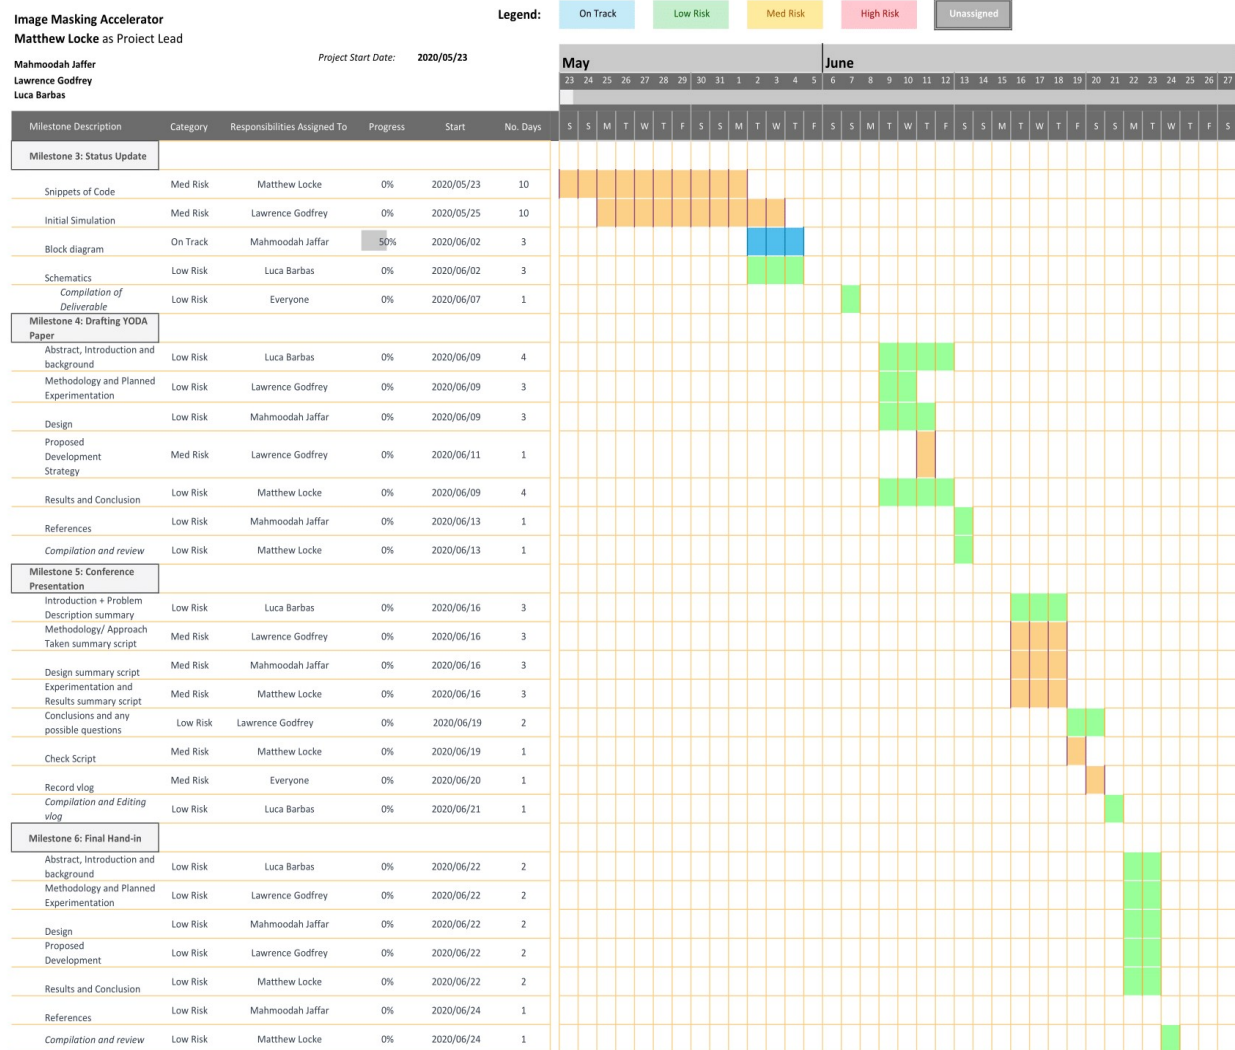 Image Masking Accelerator
Matthew Locke as Project Lead
Mahmoodah Jaffer
Lawrence Godfrey
Luca Barbas
Project Start Date: 2020/05/23
Legend: On Track Low Risk Med Risk High Risk Unassigned
May June
23 24 25 26 27 28 29 30 31 1 2 3 4 5 6 7 8 9 10 11 12 13 14 15 16 17 18 19 20 21 22 23 24 25 26 27
Milestone Description Category Responsibilities Assigned To Progress Start No. Days S S M T W T F S S M T W T F S S M T W T F S S M T W T F S S M T W T F S
Milestone 3: Status Update
Snippets of Code Med Risk Matthew Locke 0% 2020/05/23 10
Initial Simulation Med Risk Lawrence Godfrey 0% 2020/05/25 10
Block diagram On Track Mahmoodah Jaffar 50% 2020/06/02 3
Schematics Low Risk Luca Barbas 0% 2020/06/02 3
Compilation of
Deliverable Low Risk Everyone 0% 2020/06/07 1
Milestone 4: Drafting YODA
Paper
Abstract, Introduction and
background Low Risk Luca Barbas 0% 2020/06/09 4
Methodology and Planned
Experimentation Low Risk Lawrence Godfrey 0% 2020/06/09 3
Design Low Risk Mahmoodah Jaffar 0% 2020/06/09 3
Proposed
Development
Strategy Med Risk Lawrence Godfrey 0% 2020/06/11 1
Results and Conclusion Low Risk Matthew Locke 0% 2020/06/09 4
References Low Risk Mahmoodah Jaffar 0% 2020/06/13 1
Compilation and review Low Risk Matthew Locke 0% 2020/06/13 1
Milestone 5: Conference
Presentation
Introduction + Problem
Description summary Low Risk Luca Barbas 0% 2020/06/16 3
Methodology/ Approach
Taken summary script Med Risk Lawrence Godfrey 0% 2020/06/16 3
Design summary script Med Risk Mahmoodah Jaffar 0% 2020/06/16 3
Experimentation and
Results summary script Med Risk Matthew Locke 0% 2020/06/16 3
Conclusions and any
possible questions Low Risk Lawrence Godfrey 0% 2020/06/19 2
Check Script Med Risk Matthew Locke 0% 2020/06/19 1
Record vlog Med Risk Everyone 0% 2020/06/20 1
Compilation and Editing
vlog Low Risk Luca Barbas 0% 2020/06/21 1
Milestone 6: Final Hand-in
Abstract, Introduction and
background Low Risk Luca Barbas 0% 2020/06/22 2
Methodology and Planned
Experimentation Low Risk Lawrence Godfrey 0% 2020/06/22 2
Design Low Risk Mahmoodah Jaffar 0% 2020/06/22 2
Proposed
Development Low Risk Lawrence Godfrey 0% 2020/06/22 2
Results and Conclusion Low Risk Matthew Locke 0% 2020/06/22 2
References Low Risk Mahmoodah Jaffar 0% 2020/06/24 1
Compilation and review Low Risk Matthew Locke 0% 2020/06/24 1